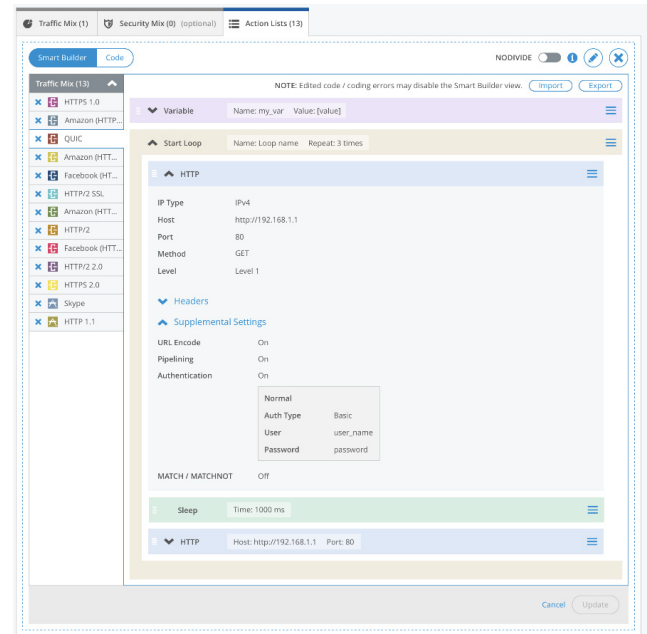 Traffic Mix (1) Security Mix (0) (optional) Action Lists (13)
Smart Builder Code NODIVIDE
Traffic Mix (13) NOTE: Edited code / coding errors may disable the Smart Builder view. Import Export
HTTPS 1.0
Amazon (HTTP...
QUIC
Amazon (HTT...
Facebook (HT...
HTTP/2 SSL
Amazon (HTT...
HTTP/2
Facebook (HTT...
HTTP/2 2.0
HTTPS 2.0
Skype
HTTP 1.1
Variable Name: my_var Value: [value]
Start Loop Name: Loop name Repeat: 3 times
HTTP
IP Type IPv4
Host http://192.168.1.1
Port 80
Method GET
Level Level 1
Headers
Supplemental Settings
URL Encode On
Pipelining On
Authentication On
Normal
Auth Type Basic
User user_name
Password password
MATCH / MATCHNOT Off
Sleep Time: 1000 ms
HTTP Host: http://192.168.1.1 Port: 80
Cancel Update